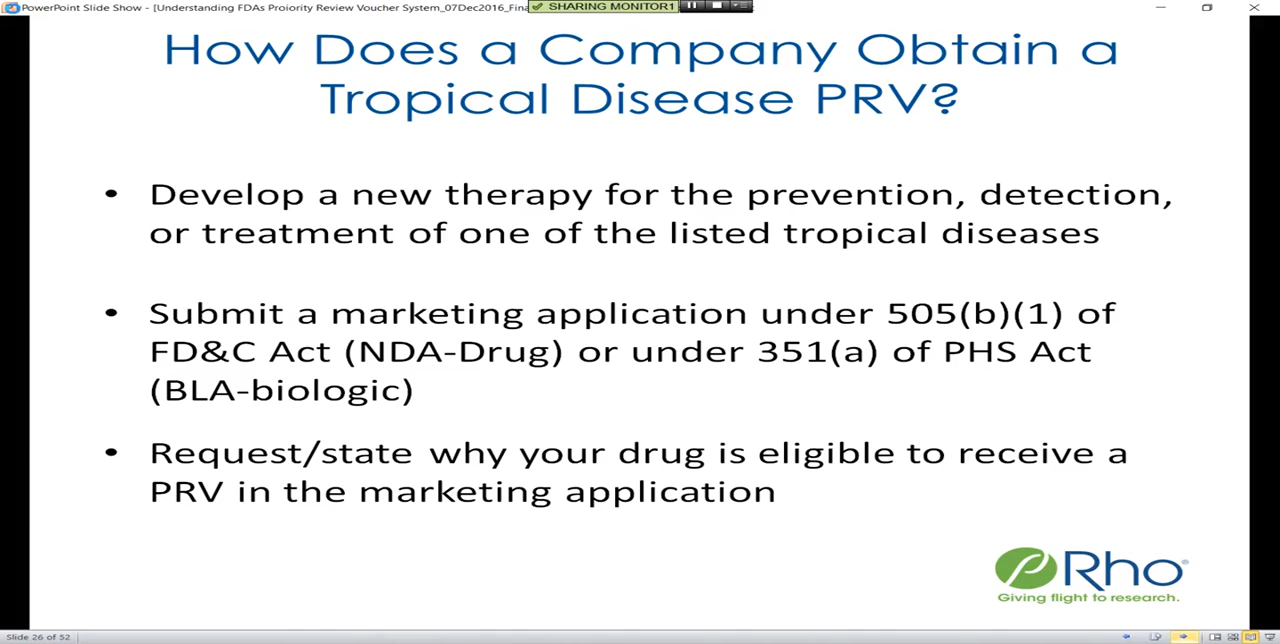 PowerPoint Slide Show - [Understanding FDAs Proiority Review Voucher System_07Dec2016_Fina
SHARING MONITOR1
How Does a Company Obtain a
Tropical Disease PRV?
• Develop a new therapy for the prevention, detection,
or treatment of one of the listed tropical diseases
• Submit a marketing application under 505(b)(1) of
FD&C Act (NDA-Drug) or under 351(a) of PHS Act
(BLA-biologic)
• Request/state why your drug is eligible to receive a
PRV in the marketing application
Rho®
Giving flight to research.
Slide 26 of 52